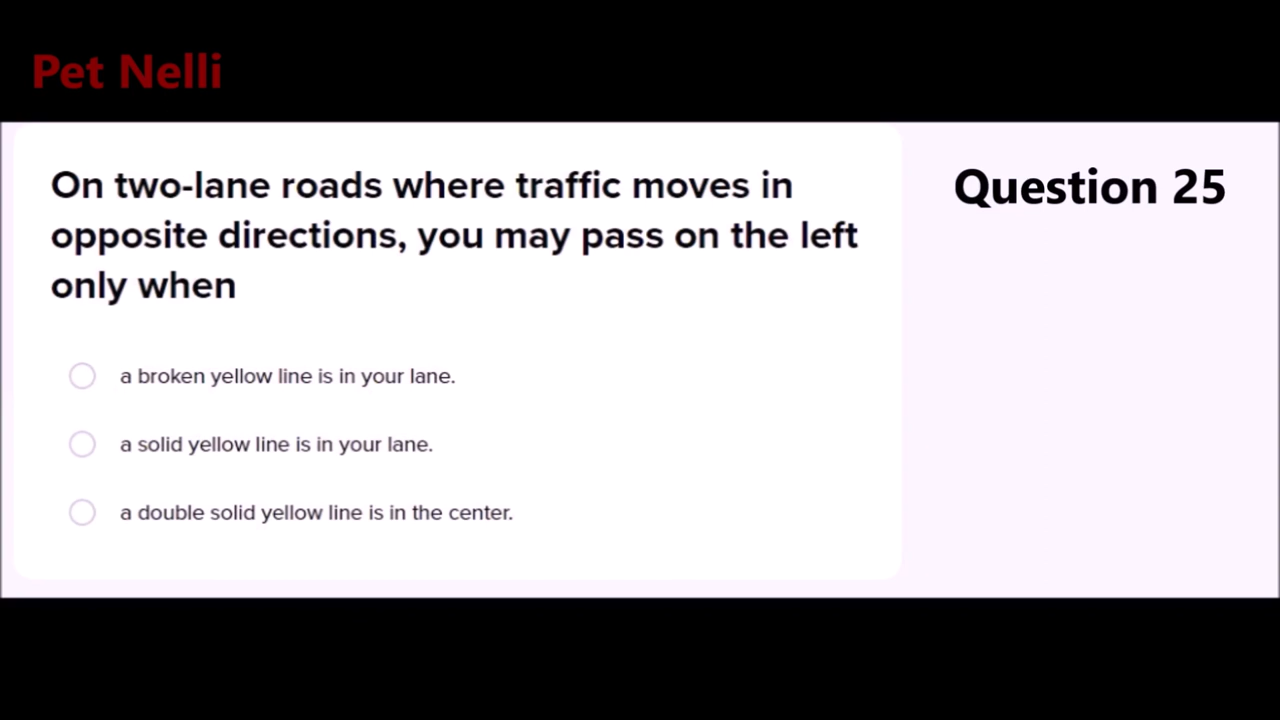 Pet Nelli
On two-lane roads where traffic moves in
opposite directions, you may pass on the left
only when
Question 25
a broken yellow line is in your lane.
a solid yellow line is in your lane.
a double solid yellow line is in the center.